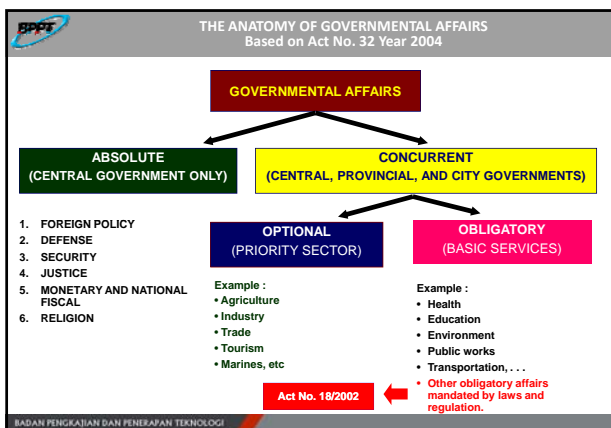 BPPT
THE ANATOMY OF GOVERNMENTAL AFFAIRS
Based on Act No. 32 Year 2004
GOVERNMENTAL AFFAIRS
ABSOLUTE
(CENTRAL GOVERNMENT ONLY)
CONCURRENT
(CENTRAL, PROVINCIAL, AND CITY GOVERNMENTS)
1. FOREIGN POLICY
2. DEFENSE
3. SECURITY
4. JUSTICE
5. MONETARY AND NATIONAL
FISCAL
6. RELIGION
OPTIONAL
(PRIORITY SECTOR)
Example :
• Agriculture
• Industry
• Trade
• Tourism
• Marines, etc
OBLIGATORY
(BASIC SERVICES)
Example :
• Health
• Education
• Environment
• Public works
• Transportation, . . .
• Other obligatory affairs
mandated by laws and
regulation.
Act No. 18/2002
BADAN PENGKAJIAN DAN PENERAPAN TEKNOLOGI